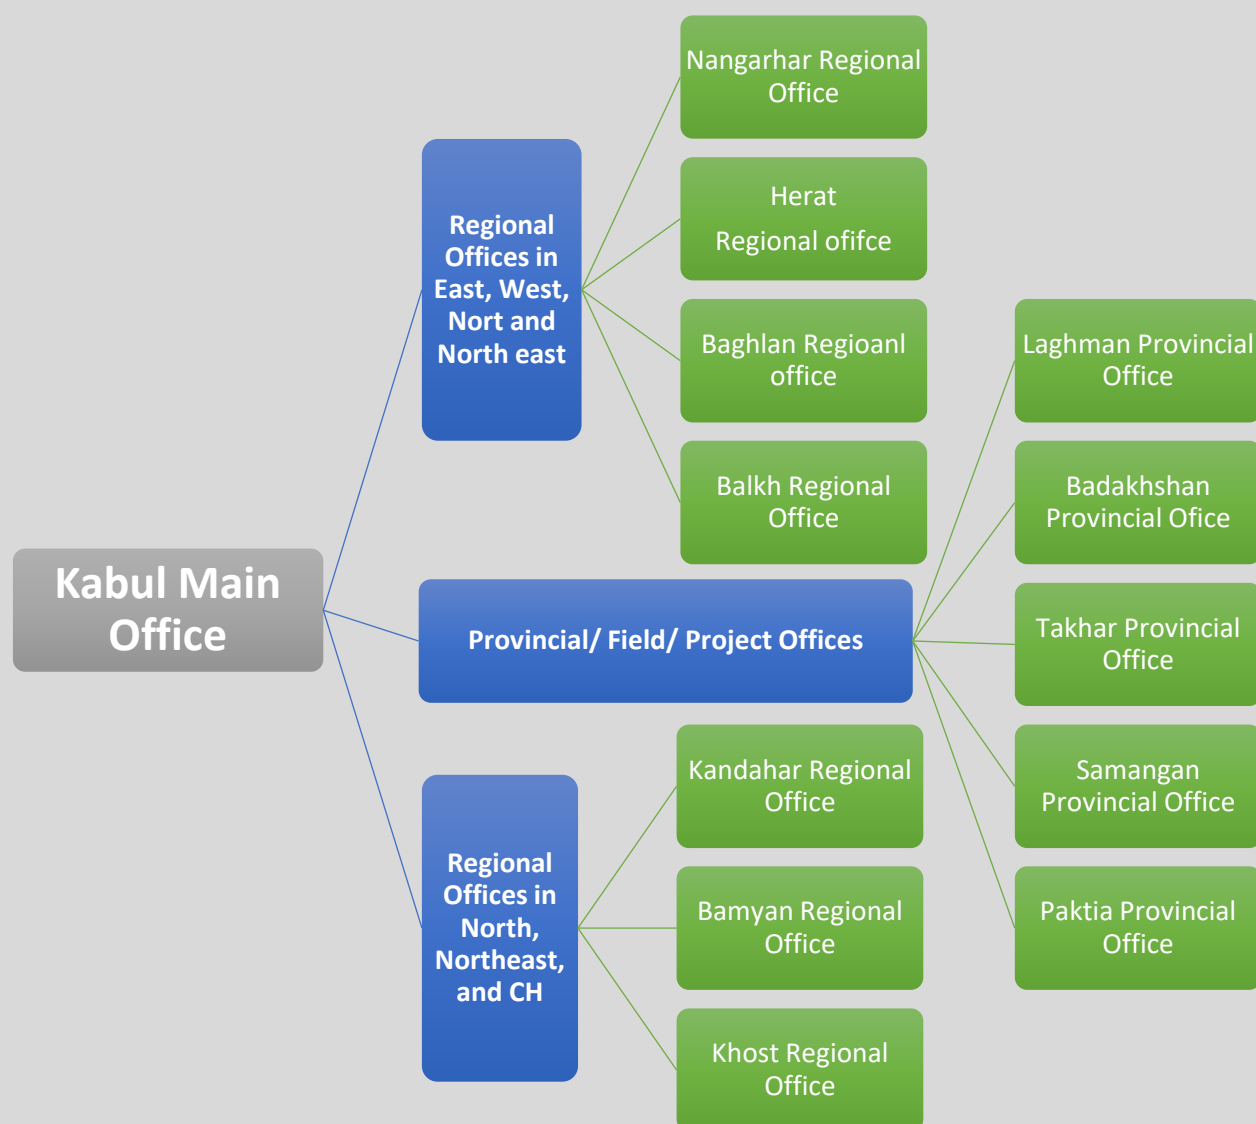 Kabul Main
Office
Regional
Offices in
East, West,
Nort and
North east
Nangarhar Regional
Office
Herat
Regional ofifce
Baghlan Regioanl
office
Balkh Regional
Office
Provincial/ Field/ Project Offices
Laghman Provincial
Office
Badakhshan
Provincial Ofice
Takhar Provincial
Office
Samangan
Provincial Office
Paktia Provincial
Office
Regional
Offices in
North,
Northeast,
and CH
Kandahar Regional
Office
Bamyan Regional
Office
Khost Regional
Office